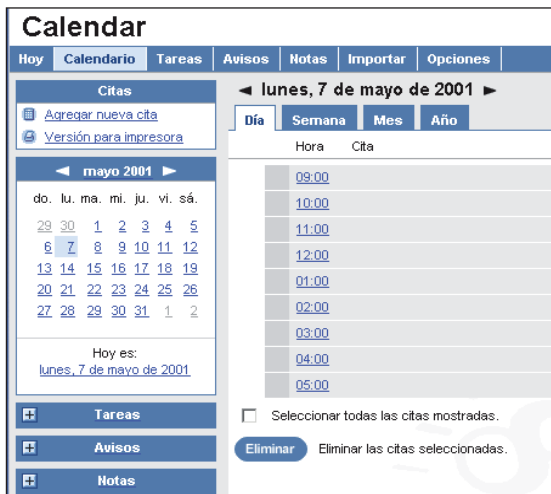 Calendar
Hoy Calendario Tareas Avisos Notas Importar Opciones
Citas
Agregar nueva cita
Versión para impresora
mayo 2001
do. lu. ma. mi. ju. vi. sá.
29 30 1 2 3 4 5
6 7 8 9 10 11 12
13 14 15 16 17 18 19
20 21 22 23 24 25 26
27 28 29 30 31 1 2
Hoy es:
lunes, 7 de mayo de 2001
Tareas
Avisos
Notas
lunes, 7 de mayo de 2001
Día Semana Mes Año
Hora Cita
09:00
10:00
11:00
12:00
01:00
02:00
03:00
04:00
05:00
Seleccionar todas las citas mostradas.
Eliminar Eliminar las citas seleccionadas.